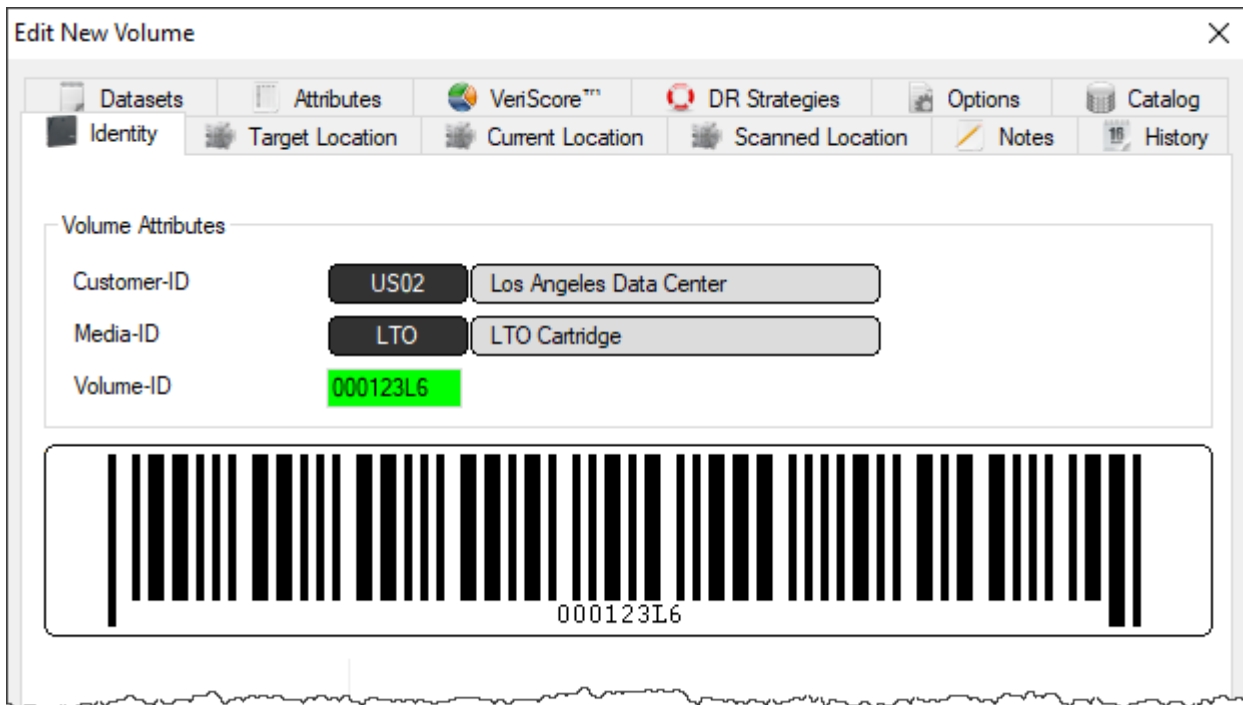 Edit New Volume
Datasets Attributes VeriScore™ DR Strategies Options Catalog
Identity Target Location Current Location Scanned Location Notes 16 History
Volume Attributes
Customer-ID US02 Los Angeles Data Center
Media-ID LTO LTO Cartridge
Volume-ID 000123L6
000123L6